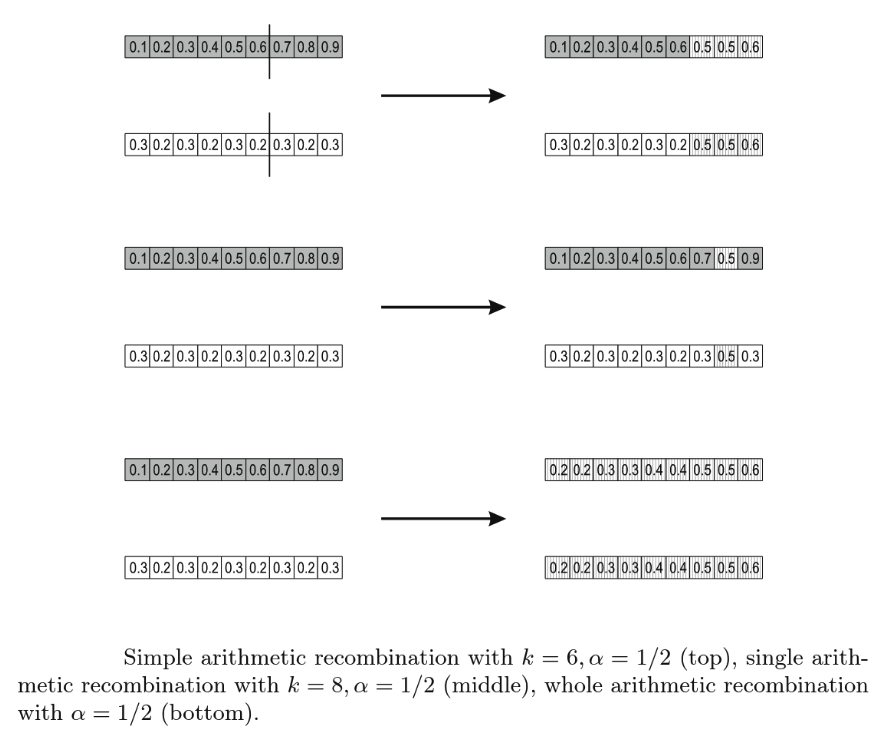 0.1 0.2 0.3 0.4 0.5 0.6 0.7 0.8 0.9 0.1 0.2 0.3 0.4 0.5 0.6 0.5 0.5 0.6
0.3 0.2 0.3 0.2 0.3 0.2 0.3 0.2 0.3 0.3 0.2 0.3 0.2 0.3 0.2 0.5 0.5 0.6
0.1 0.2 0.3 0.4 0.5 0.6 0.7 0.8 0.9 0.1 0.2 0.3 0.4 0.5 0.6 0.7 0.5 0.9
0.3 0.2 0.3 0.2 0.3 0.2 0.3 0.2 0.3 0.3 0.2 0.3 0.2 0.3 0.2 0.3 0.5 0.3
0.1 0.2 0.3 0.4 0.5 0.6 0.7 0.8 0.9 0.2 0.2 0.3 0.3 0.4 0.4 0.5 0.5 0.6
0.3 0.2 0.3 0.2 0.3 0.2 0.3 0.2 0.3 0.2 0.2 0.3 0.3 0.4 0.4 0.5 0.5 0.6
Simple arithmetic recombination with k = 6, α = 1/2 (top), single arith-
metic recombination with k = 8, α = 1/2 (middle), whole arithmetic recombination
with α = 1/2 (bottom).